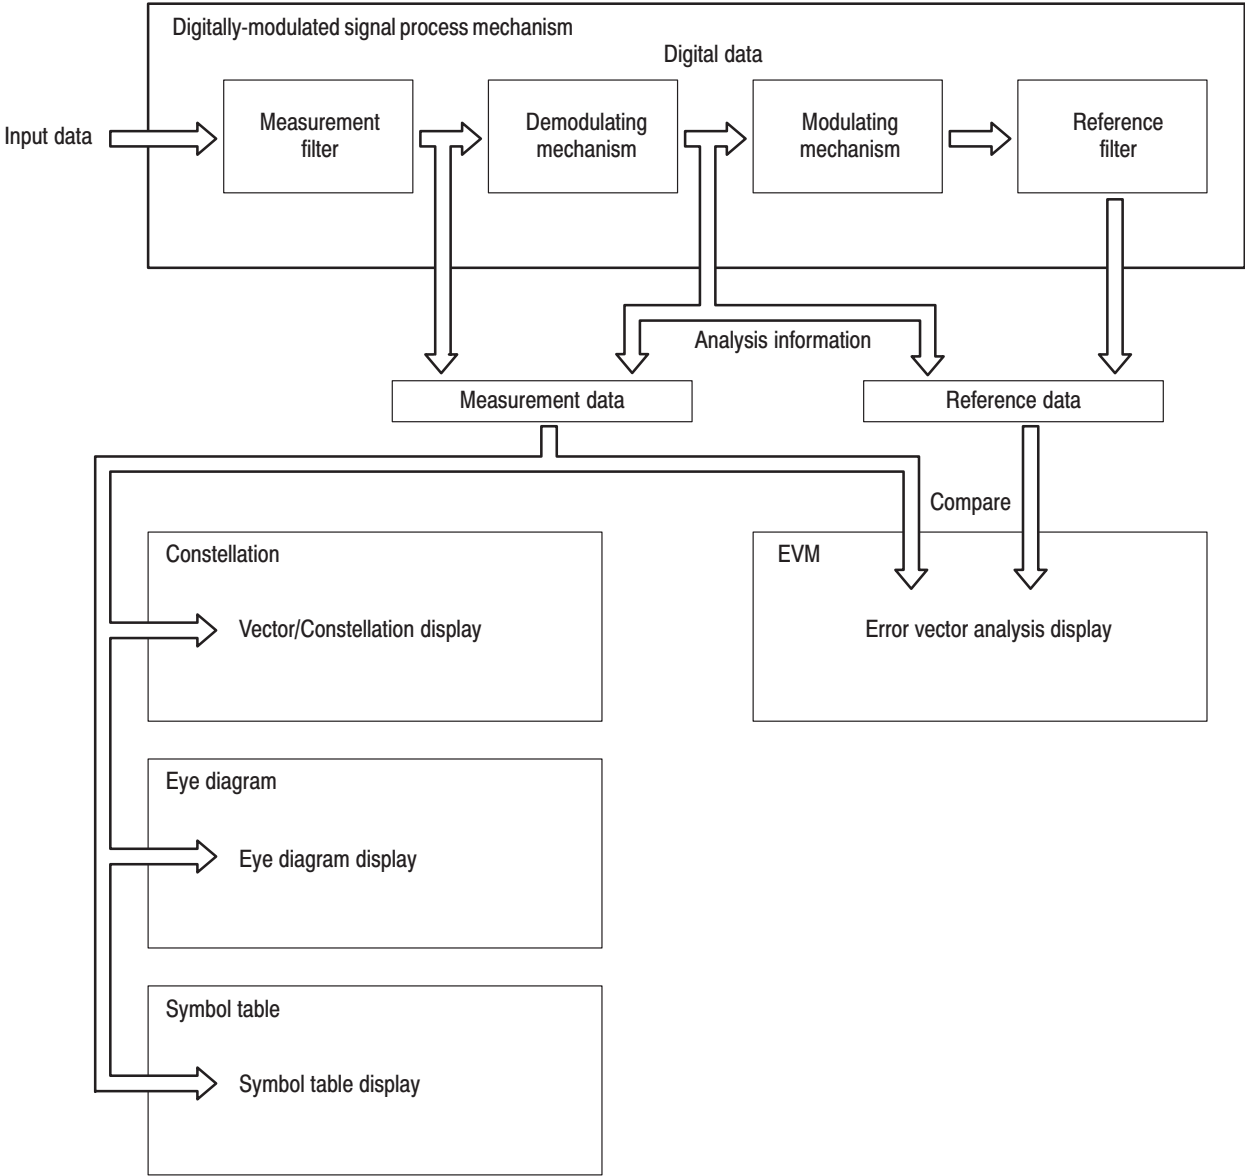 Digitally-modulated signal process mechanism
Digital data
Input data
Measurement
filter
Demodulating
mechanism
Modulating
mechanism
Reference
filter
Analysis information
Measurement data
Reference data
Compare
Constellation
Vector/Constellation display
EVM
Error vector analysis display
Eye diagram
Eye diagram display
Symbol table
Symbol table display